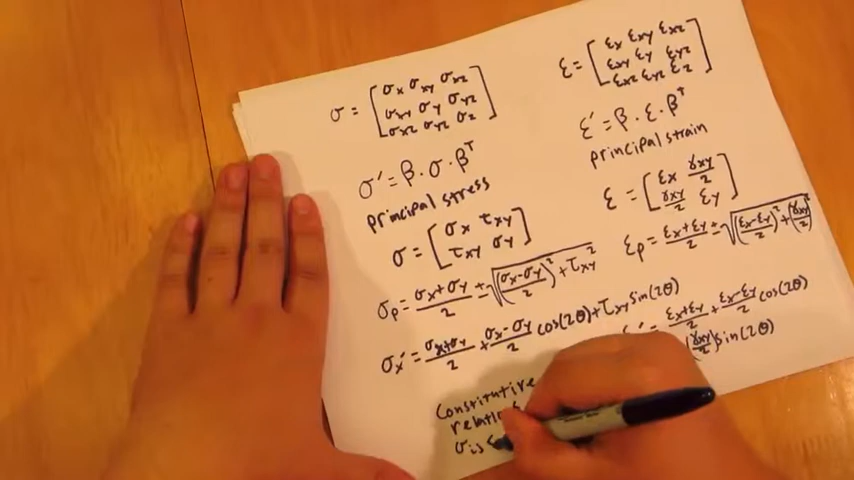 σ = [σx σxy σxz
σxy σy σyz
σxz σyz σz]
σ' = β · σ · βᵀ
principal stress
σ = [σx τxy
τxy σy]
σp = (σx + σy)/2 ± √(((σx - σy)/2)² + τxy²)
σx' = (σx + σy)/2 + (σx - σy)/2 cos(2θ) + τxy sin(2θ)
Constitutive
ε = [εx εxy εxz
εxy εy εyz
εxz εyz εz]
ε' = β · ε · βᵀ
principal strain
ε = [εx γxy/2
γxy/2 εy]
εp = (εx + εy)/2 ± √(((εx - εy)/2)² + (γxy/2)²)
= (εx + εy)/2 + (εx - εy)/2 cos(2θ)
(γxy/2) sin(2θ)